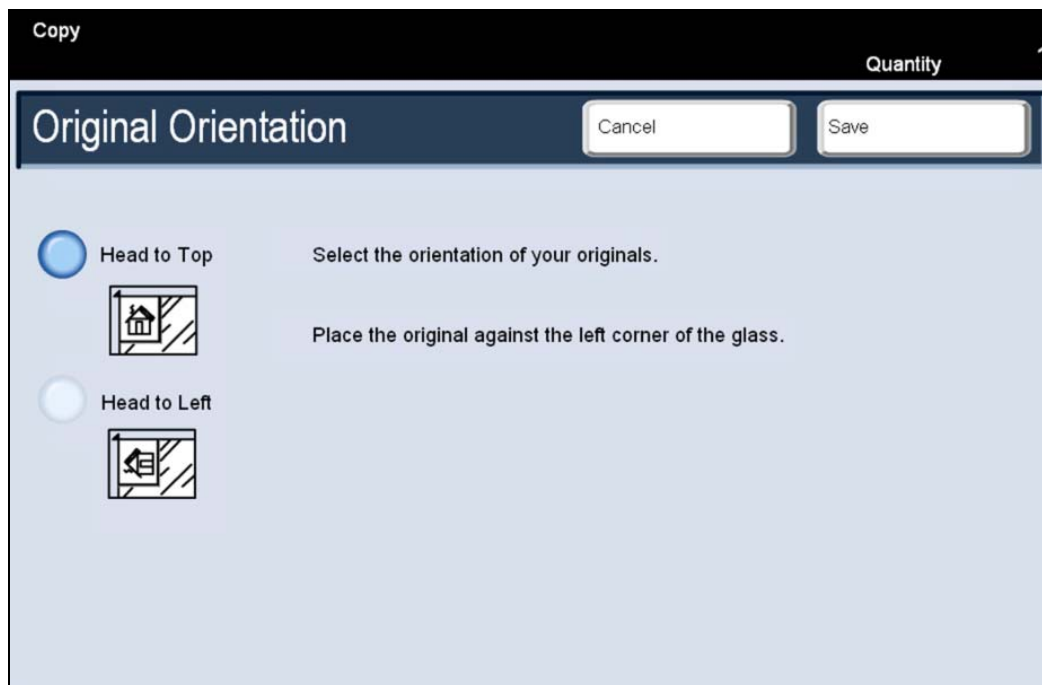 Copy
Quantity
Original Orientation
Cancel
Save
Head to Top
Select the orientation of your originals.
Place the original against the left corner of the glass.
Head to Left